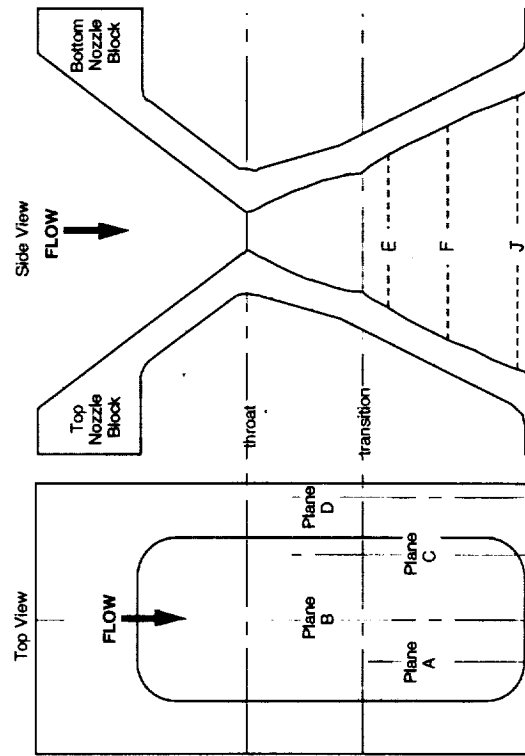 Top View
FLOW
Plane
B
Plane
D
Plane
C
Plane
A
Side View
FLOW
Top
Nozzle
Block
Bottom
Nozzle
Block
throat
transition
E
F
J